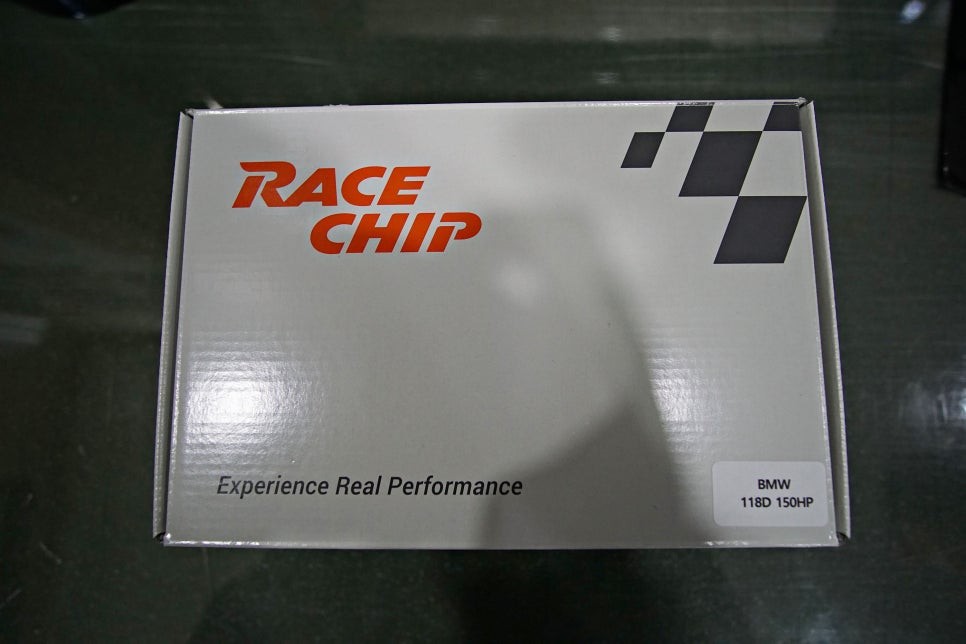 RACE
CHIP
Experience Real Performance
BMW
118D 150HP